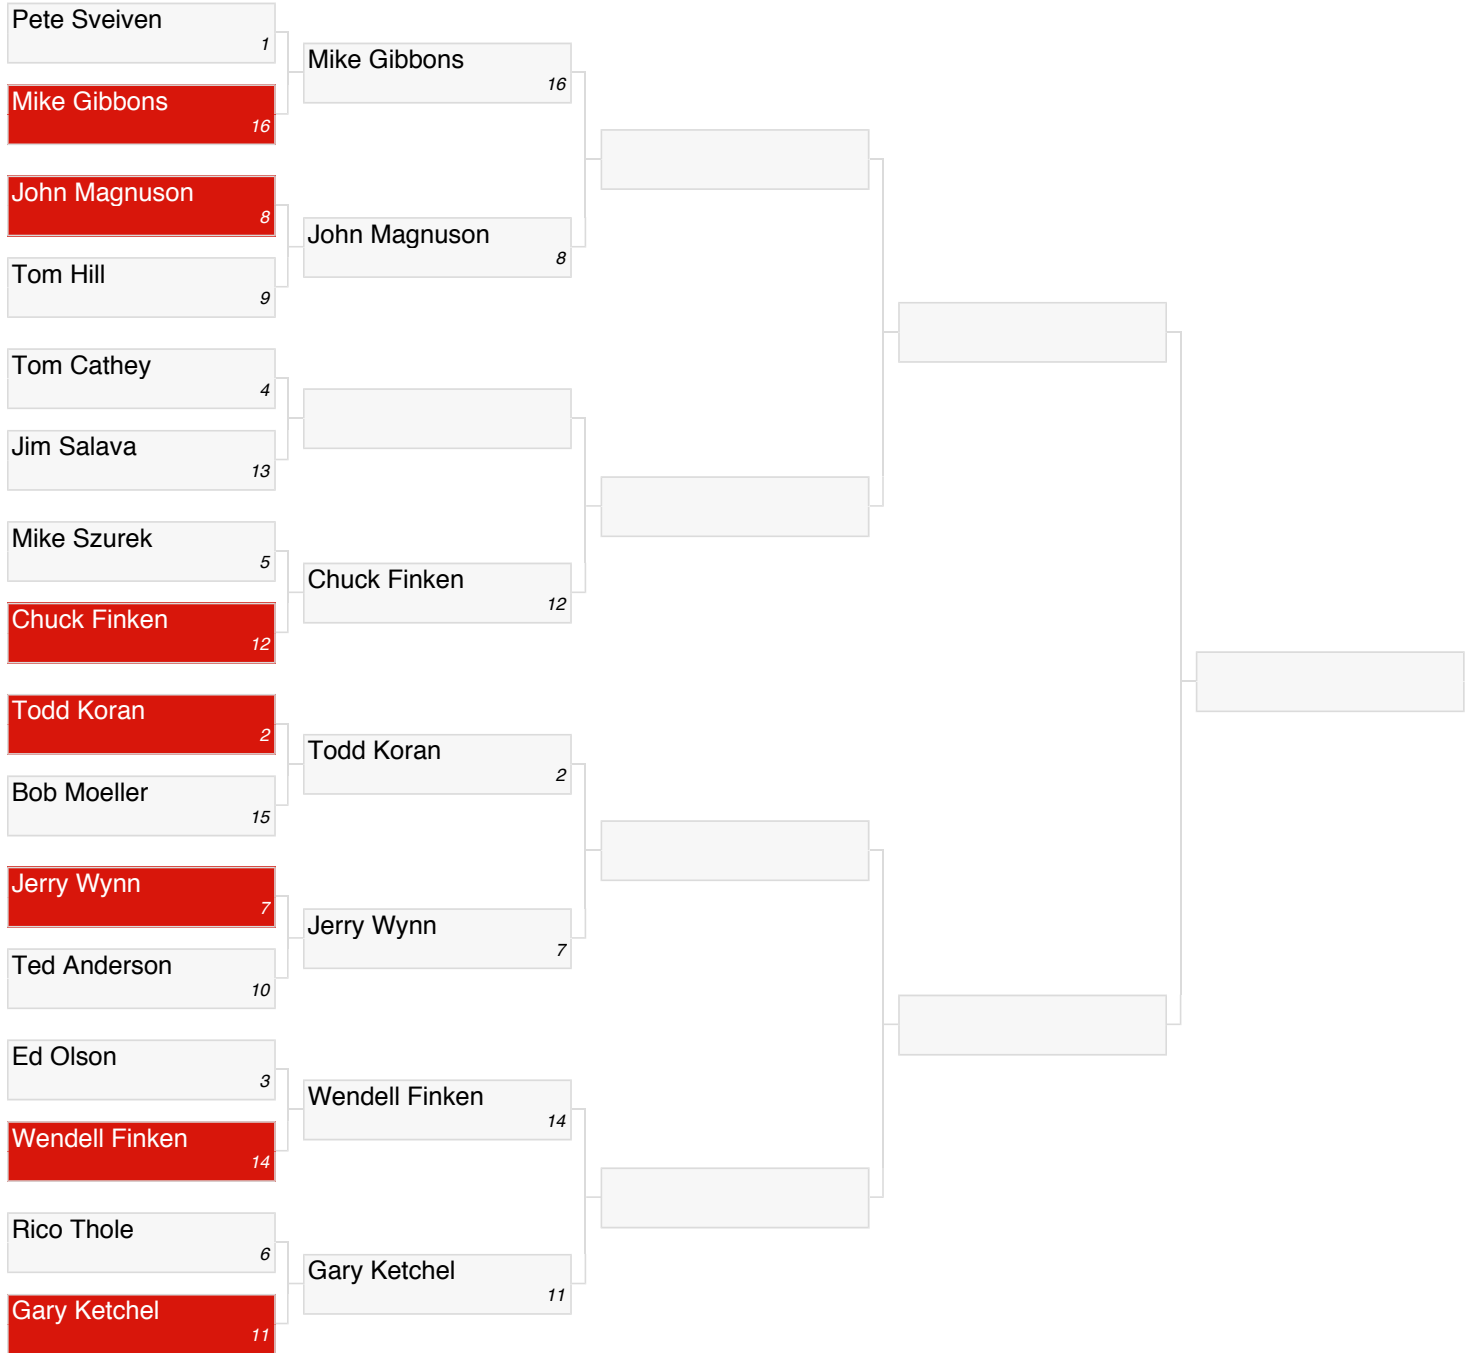 Pete Sveiven
1
Mike Gibbons
16
John Magnuson
8
Tom Hill
9
Tom Cathey
4
Jim Salava
13
Mike Szurek
5
Chuck Finken
12
Todd Koran
2
Bob Moeller
15
Jerry Wynn
7
Ted Anderson
10
Ed Olson
3
Wendell Finken
14
Rico Thole
6
Gary Ketchel
11
Mike Gibbons
16
John Magnuson
8
Chuck Finken
12
Todd Koran
2
Jerry Wynn
7
Wendell Finken
14
Gary Ketchel
11